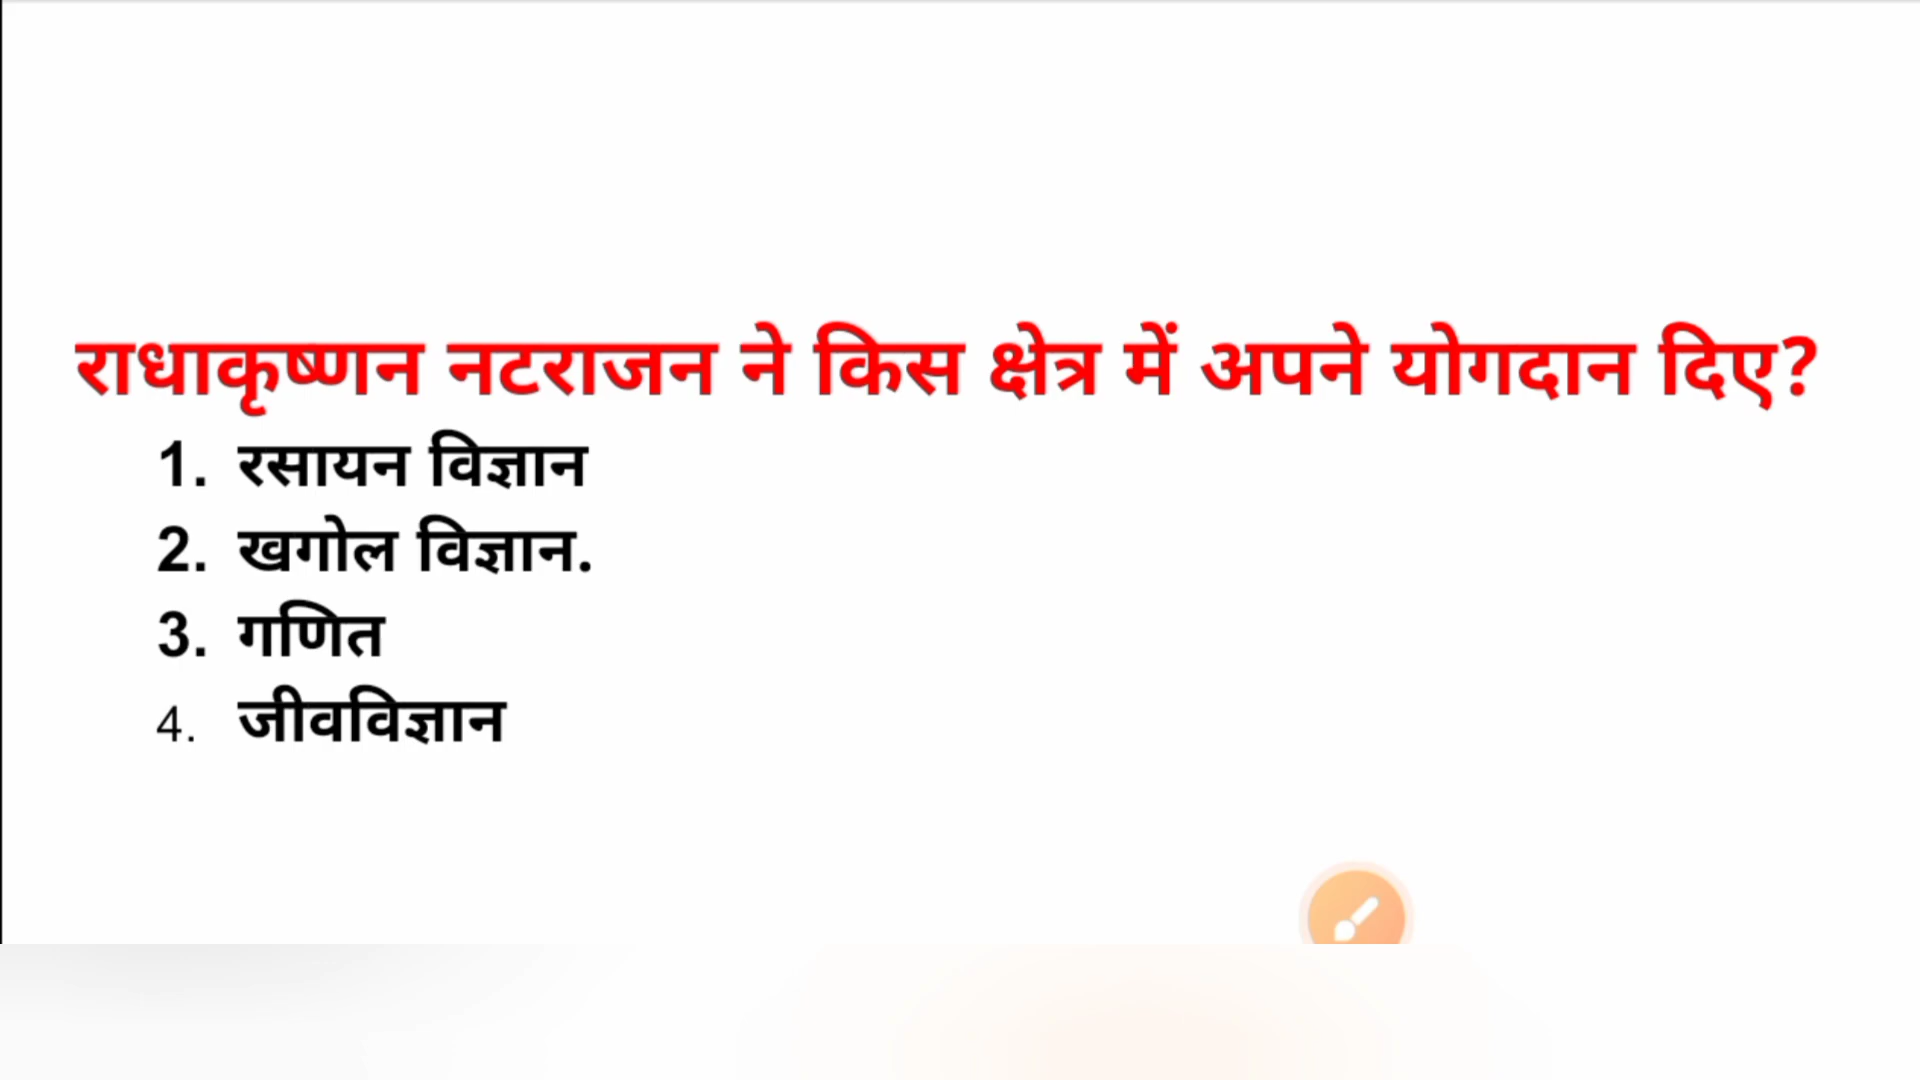 राधाकृष्णन नटराजन ने किस क्षेत्र में अपने योगदान दिए?
1. रसायन विज्ञान
2. खगोल विज्ञान.
3. गणित
4. जीवविज्ञान